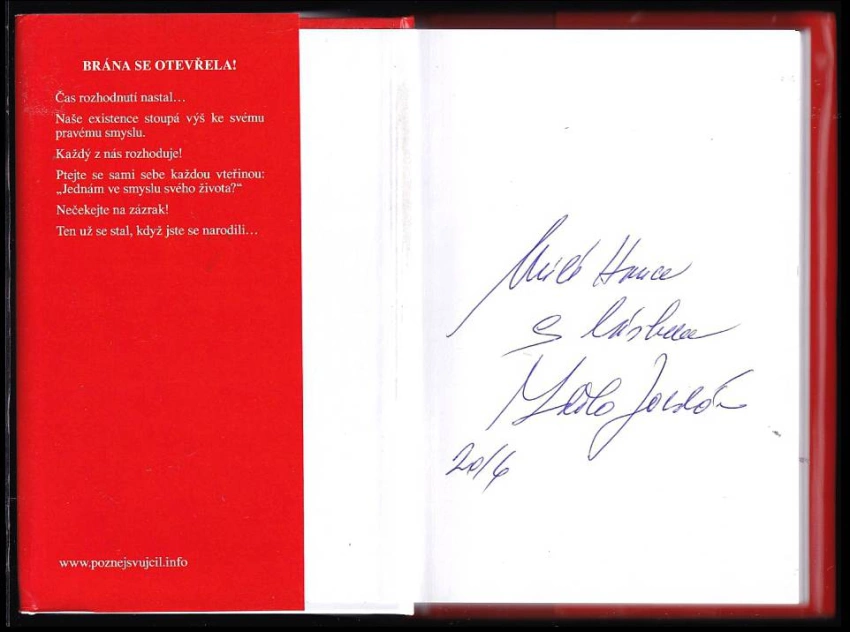 BRÁNA SE OTEVŘELA!
Čas rozhodnutí nastal…
Naše existence stoupá výš ke svému
pravému smyslu.
Každý z nás rozhoduje!
Ptejte se sami sebe každou vteřinou:
„Jednám ve smyslu svého života?“
Nečekejte na zázrak!
Ten už se stal, když jste se narodili…
www.poznejsvujcil.info
Milé Hance
s láskou
2014